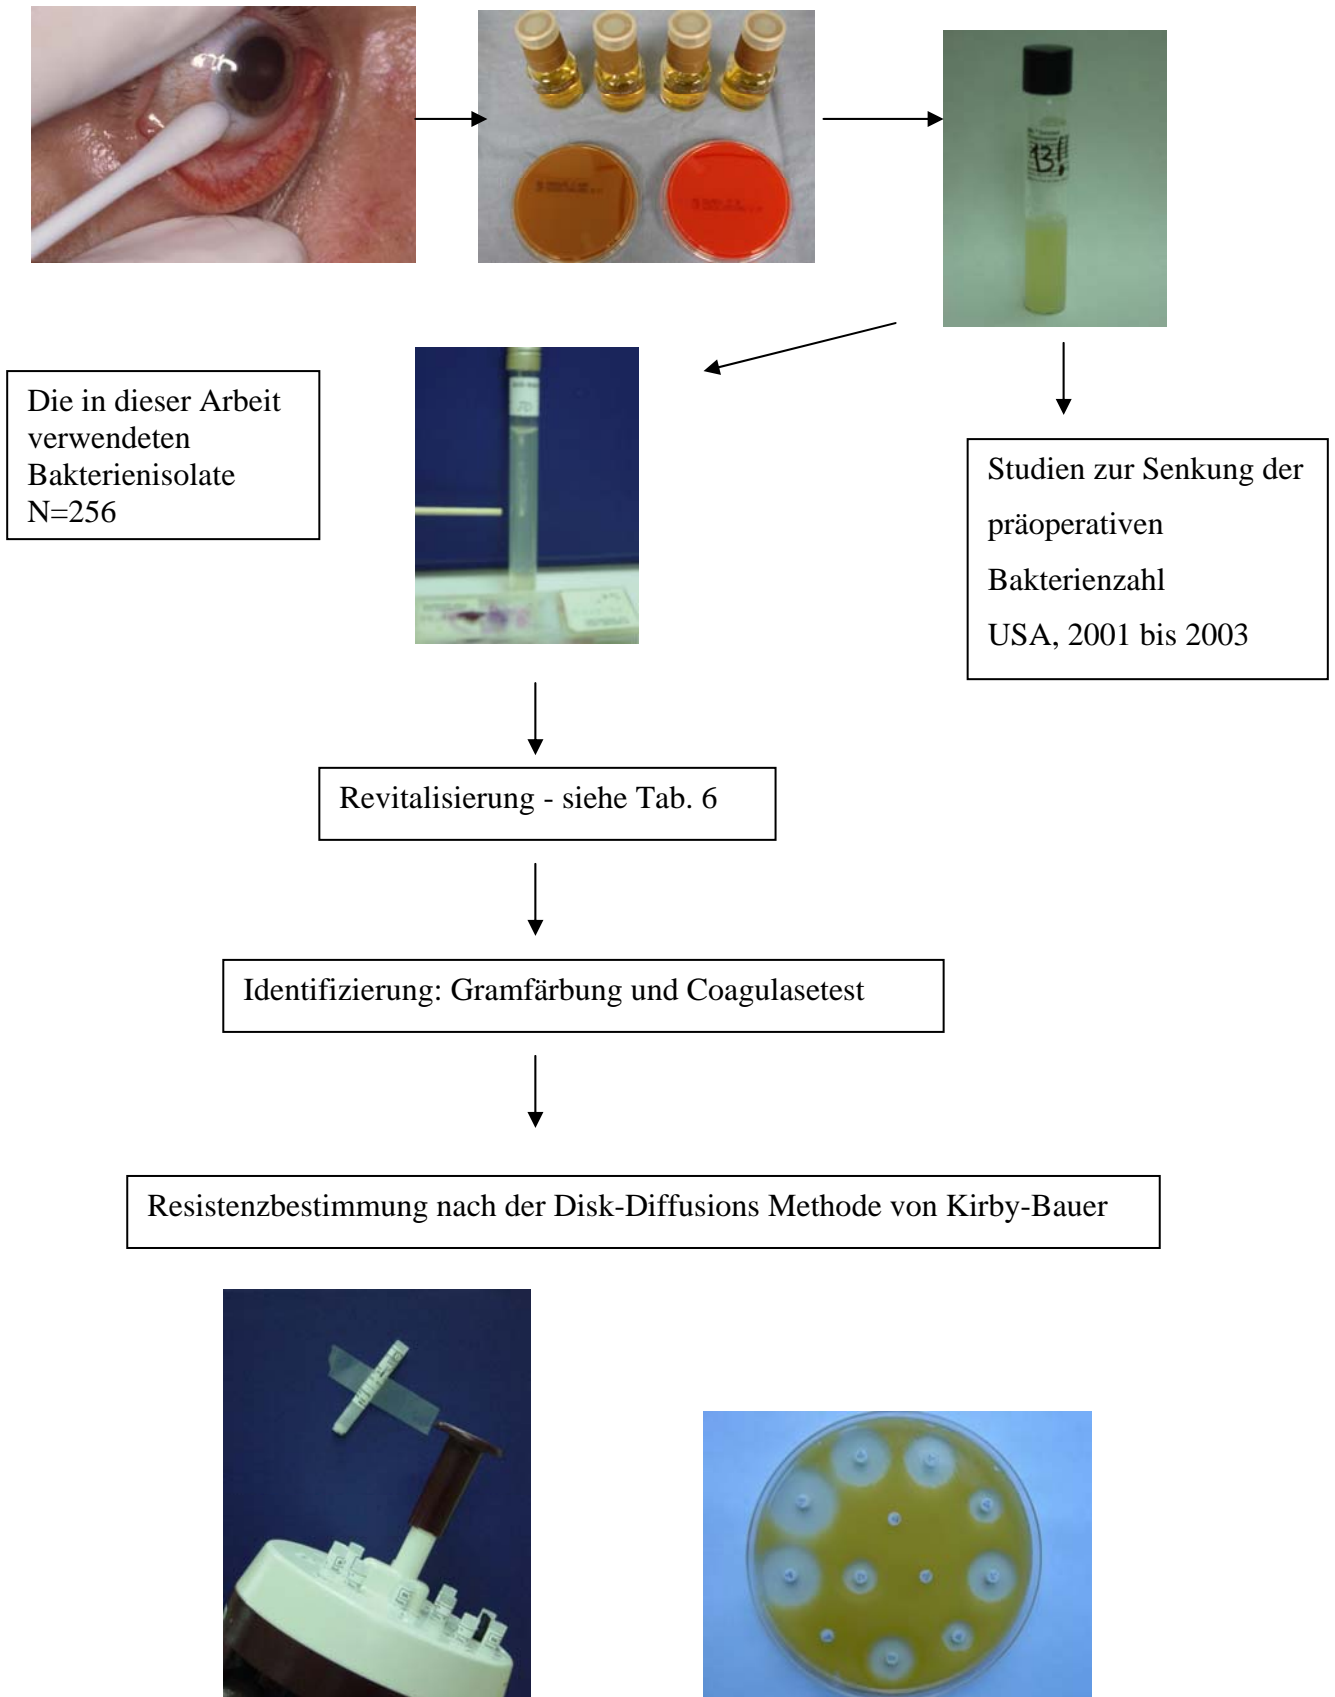 13!
Die in dieser Arbeit
verwendeten
Bakterienisolate
N=256
Studien zur Senkung der
präoperativen
Bakterienzahl
USA, 2001 bis 2003
Revitalisierung - siehe Tab. 6
Identifizierung: Gramfärbung und Coagulasetest
Resistenzbestimmung nach der Disk-Diffusions Methode von Kirby-Bauer